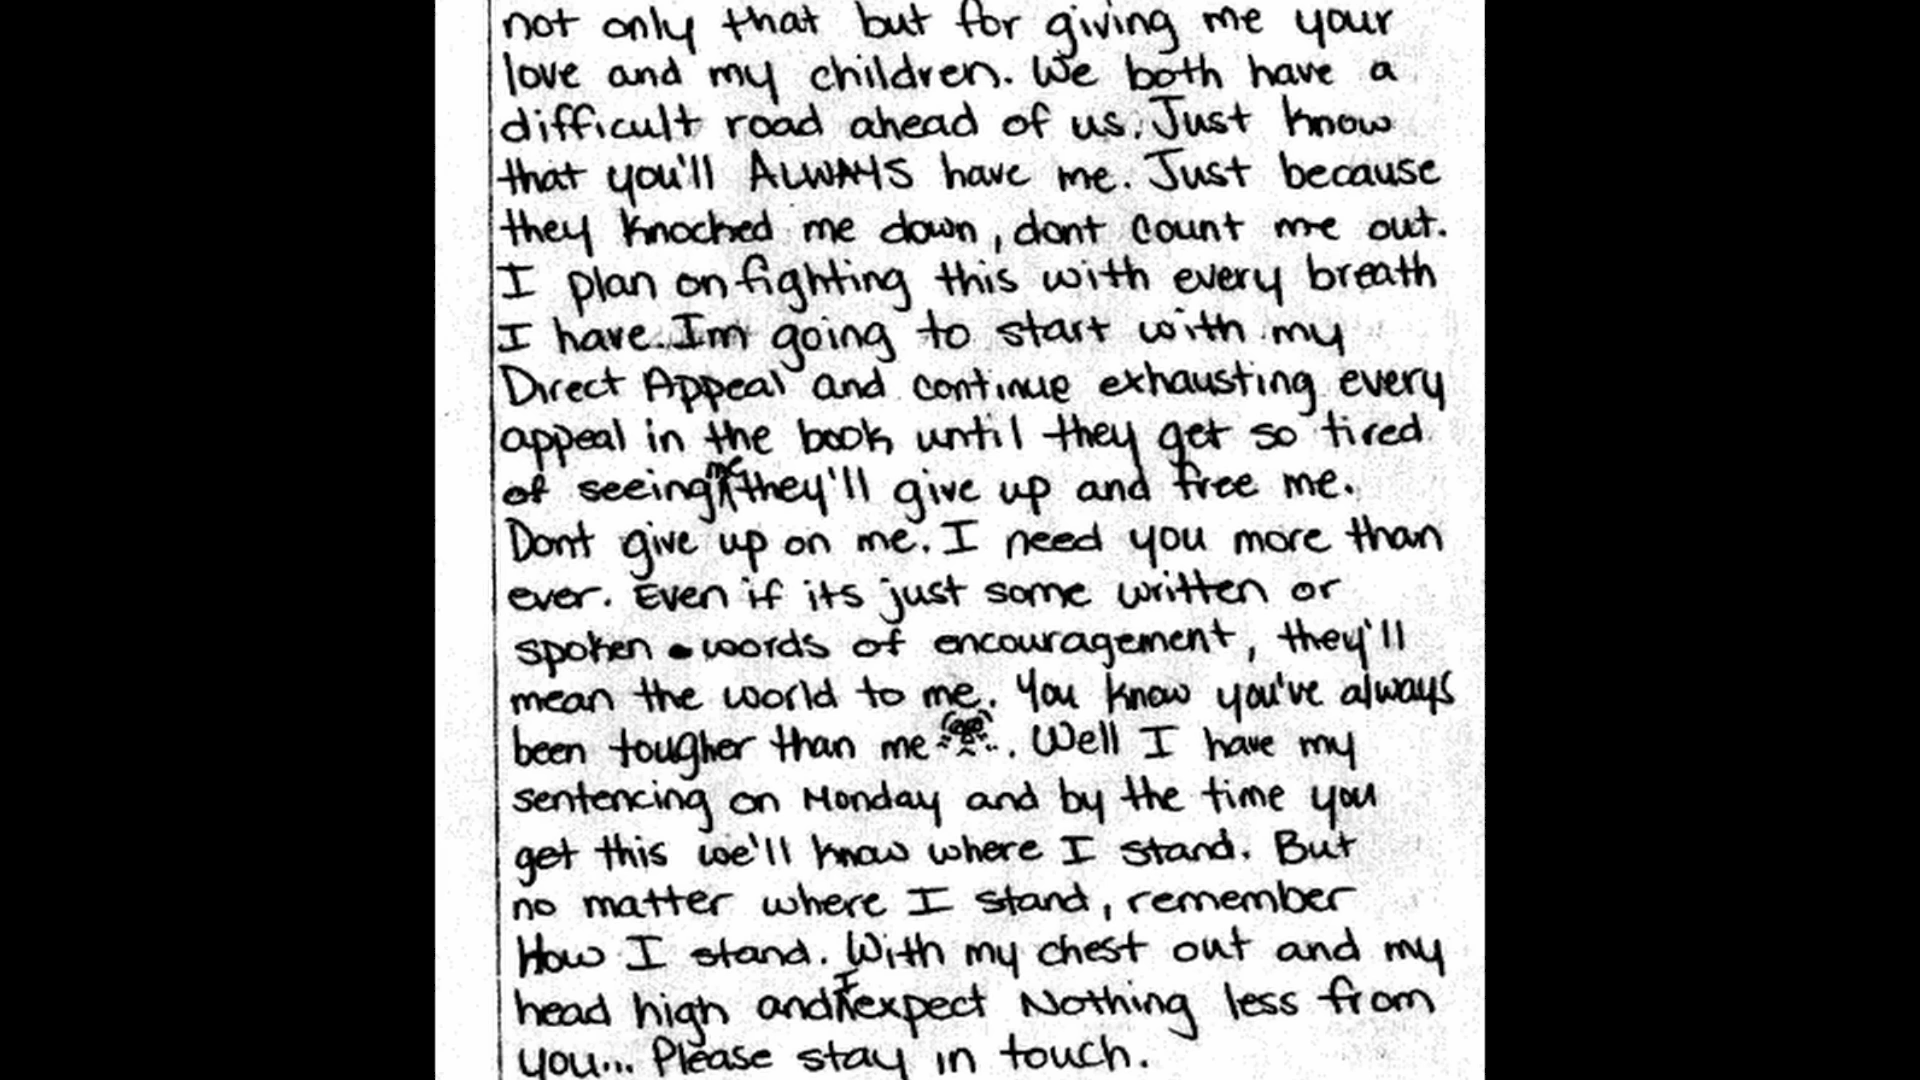 not only that but for giving me your
love and my children. We both have a
difficult road ahead of us. Just know
that you'll ALWAYS have me. Just because
they knocked me down, dont count me out.
I plan on fighting this with every breath
I have. Im going to start with my
Direct Appeal and continue exhausting every
appeal in the book until they get so tired
of seeing me they'll give up and free me.
Dont give up on me. I need you more than
ever. Even if its just some written or
spoken words of encouragement, they'll
mean the world to me. You know you've always
been tougher than me. Well I have my
sentencing on Monday and by the time you
get this we'll know where I stand. But
no matter where I stand, remember
How I stand. With my chest out and my
head high and I expect Nothing less from
you... Please stay in touch.